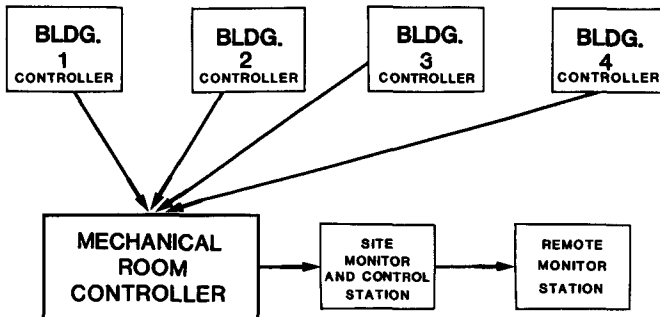 BLDG.
1
CONTROLLER
BLDG.
2
CONTROLLER
BLDG.
3
CONTROLLER
BLDG.
4
CONTROLLER
MECHANICAL
ROOM
CONTROLLER
SITE
MONITOR
AND CONTROL
STATION
REMOTE
MONITOR
STATION